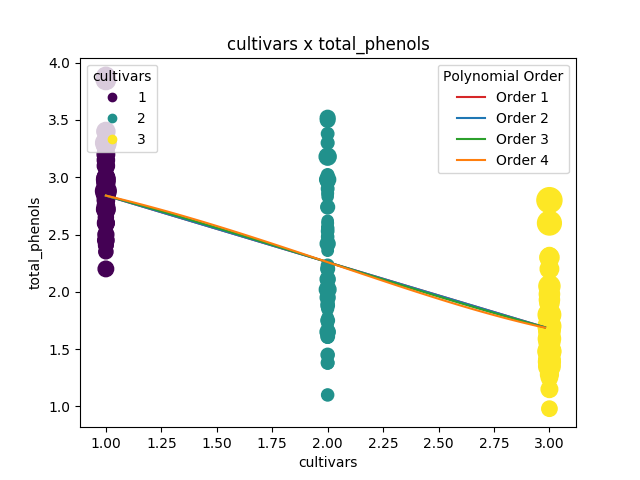 cultivars x total_phenols
cultivars
1
2
3
Polynomial Order
Order 1
Order 2
Order 3
Order 4
total_phenols
4.0
3.5
3.0
2.5
2.0
1.5
1.0
1.00 1.25 1.50 1.75 2.00 2.25 2.50 2.75 3.00
cultivars